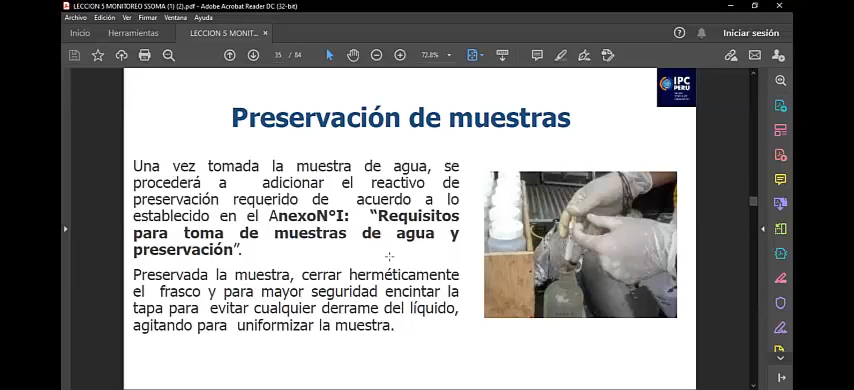 LECCION 5 MONITOREO SSOMA (1) (2).pdf - Adobe Acrobat Reader DC (32-bit)
Archivo Edición Ver Firmar Ventana Ayuda
Inicio Herramientas LECCION 5 MONIT... × Iniciar sesión
35 / 84 72.8%
IPC
PERU
Preservación de muestras
Una vez tomada la muestra de agua, se
procederá a adicionar el reactivo de
preservación requerido de acuerdo a lo
establecido en el AnexoN°I: “Requisitos
para toma de muestras de agua y
preservación”.
Preservada la muestra, cerrar herméticamente
el frasco y para mayor seguridad encintar la
tapa para evitar cualquier derrame del líquido,
agitando para uniformizar la muestra.